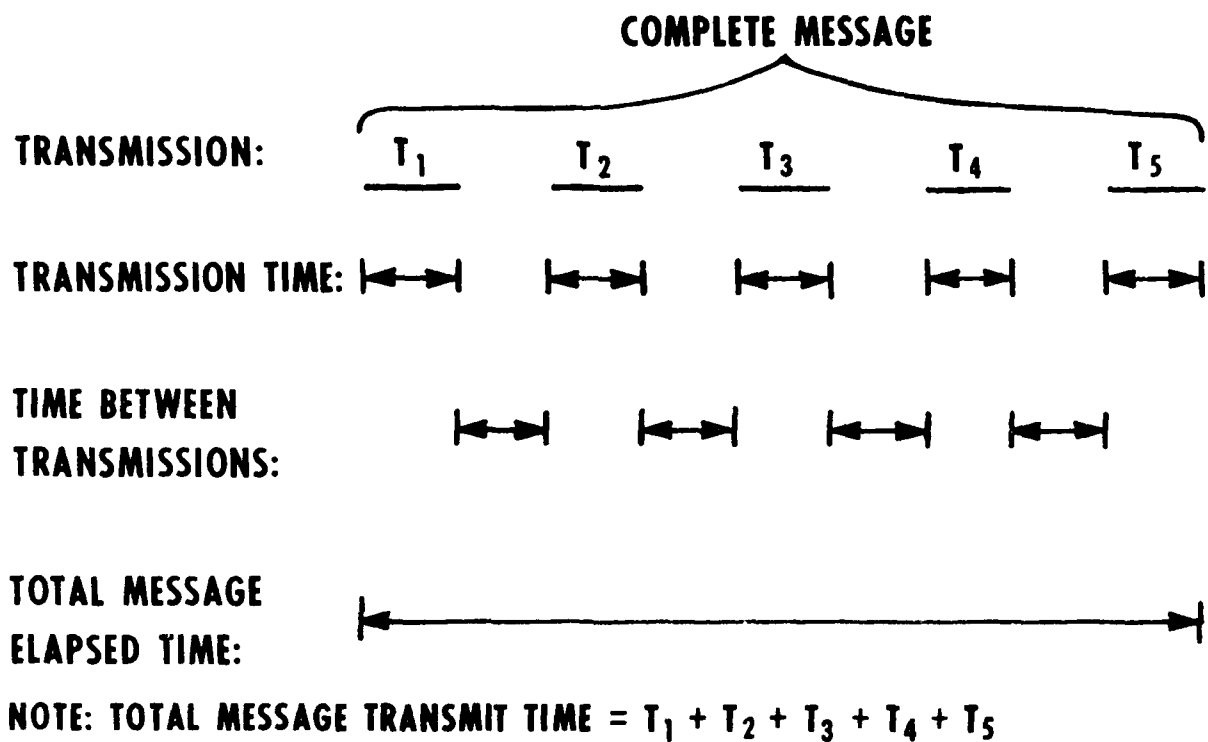 COMPLETE MESSAGE
TRANSMISSION: T₁ T₂ T₃ T₄ T₅
TRANSMISSION TIME:
TIME BETWEEN
TRANSMISSIONS:
TOTAL MESSAGE
ELAPSED TIME:
NOTE: TOTAL MESSAGE TRANSMIT TIME = T₁ + T₂ + T₃ + T₄ + T₅